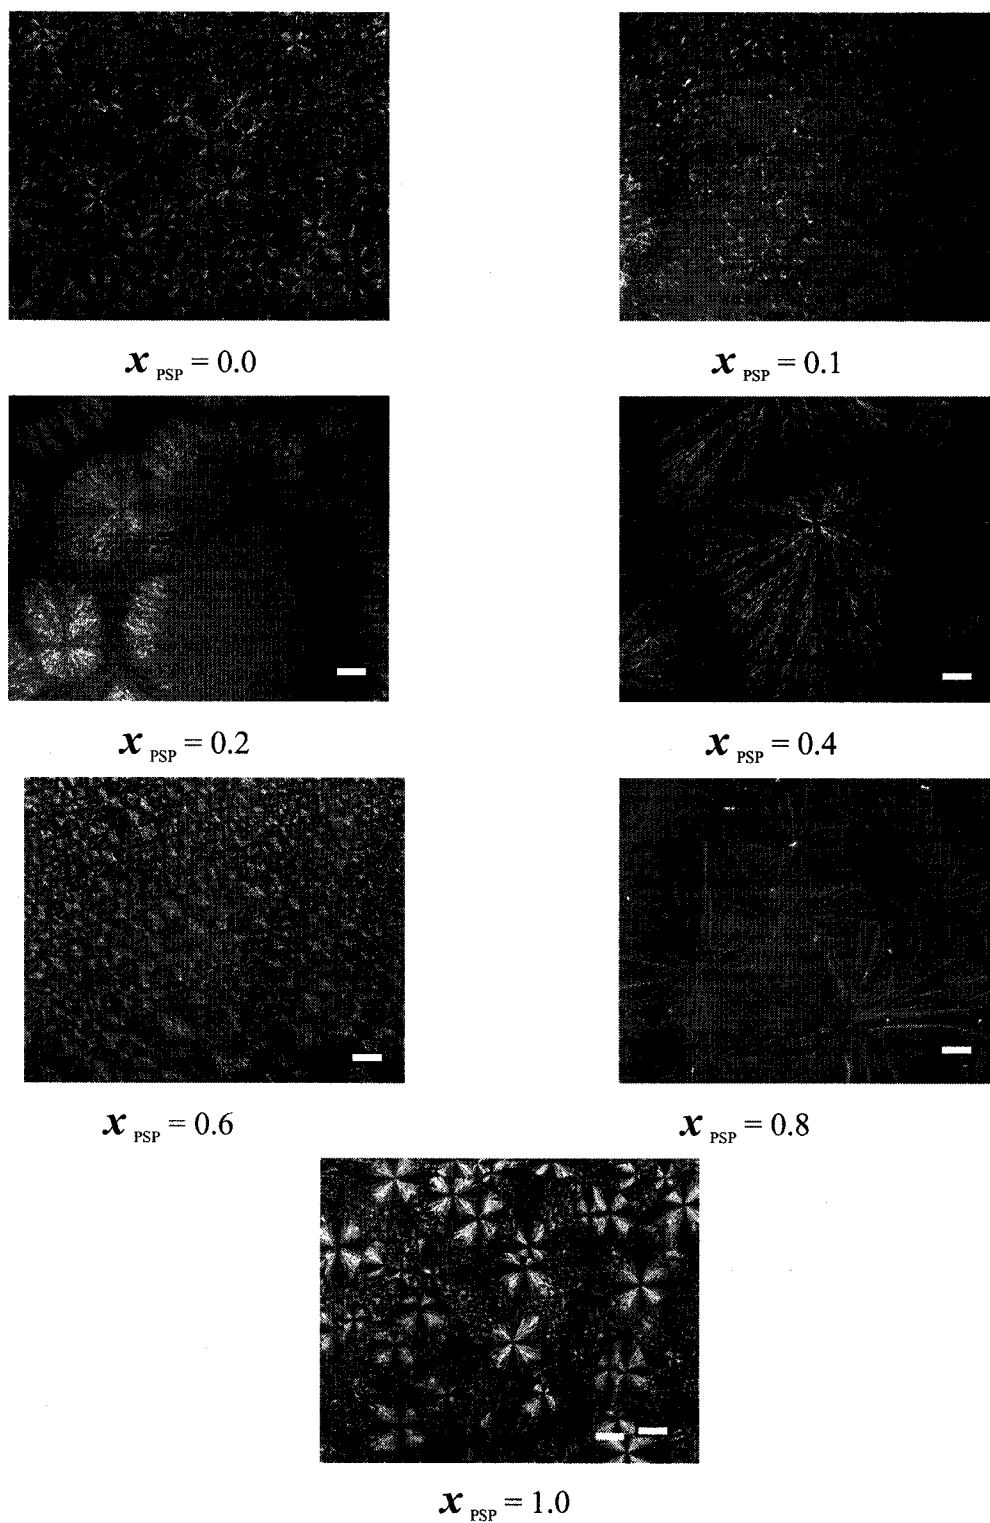 x PSP = 0.0
x PSP = 0.1
x PSP = 0.2
x PSP = 0.4
x PSP = 0.6
x PSP = 0.8
x PSP = 1.0